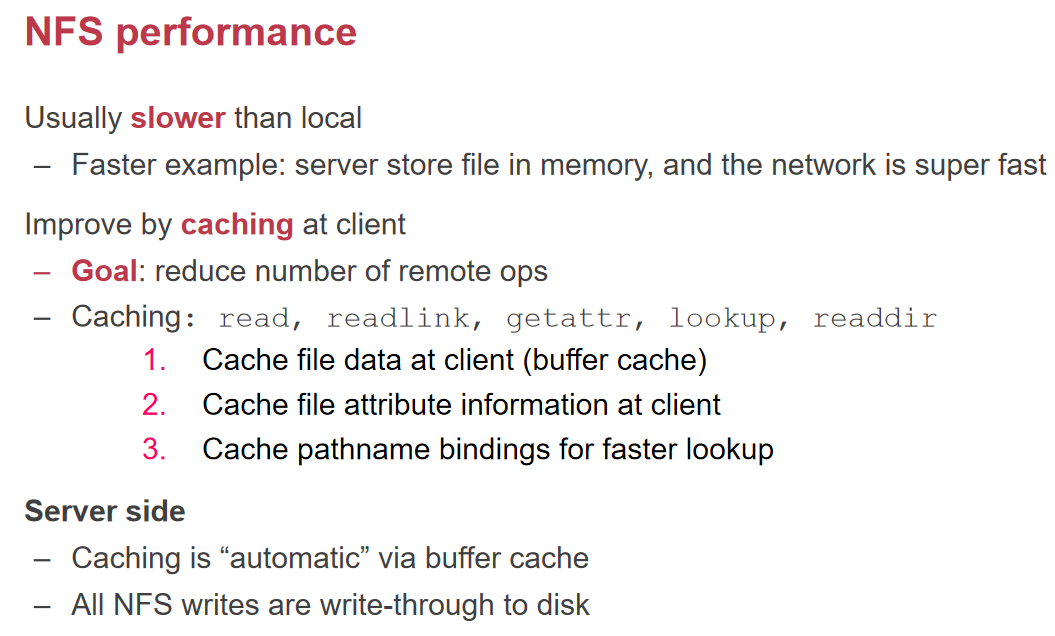 NFS performance
Usually slower than local
– Faster example: server store file in memory, and the network is super fast
Improve by caching at client
– Goal: reduce number of remote ops
– Caching: read, readlink, getattr, lookup, readdir
1. Cache file data at client (buffer cache)
2. Cache file attribute information at client
3. Cache pathname bindings for faster lookup
Server side
– Caching is “automatic” via buffer cache
– All NFS writes are write-through to disk